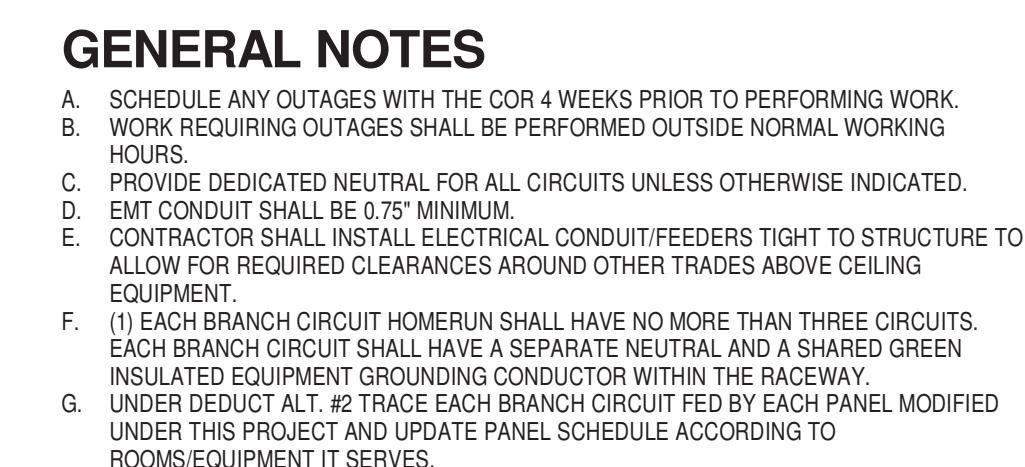 GENERAL NOTES
A. SCHEDULE ANY OUTAGES WITH THE COR 4 WEEKS PRIOR TO PERFORMING WORK.
B. WORK REQUIRING OUTAGES SHALL BE PERFORMED OUTSIDE NORMAL WORKING
HOURS.
C. PROVIDE DEDICATED NEUTRAL FOR ALL CIRCUITS UNLESS OTHERWISE INDICATED.
D. EMT CONDUIT SHALL BE 0.75" MINIMUM.
E. CONTRACTOR SHALL INSTALL ELECTRICAL CONDUIT/FEEDERS TIGHT TO STRUCTURE TO
ALLOW FOR REQUIRED CLEARANCES AROUND OTHER TRADES ABOVE CEILING
EQUIPMENT.
F. (1) EACH BRANCH CIRCUIT HOMERUN SHALL HAVE NO MORE THAN THREE CIRCUITS.
EACH BRANCH CIRCUIT SHALL HAVE A SEPARATE NEUTRAL AND A SHARED GREEN
INSULATED EQUIPMENT GROUNDING CONDUCTOR WITHIN THE RACEWAY.
G. UNDER DEDUCT ALT. #2 TRACE EACH BRANCH CIRCUIT FED BY EACH PANEL MODIFIED
UNDER THIS PROJECT AND UPDATE PANEL SCHEDULE ACCORDING TO
ROOMS/EQUIPMENT IT SERVES.